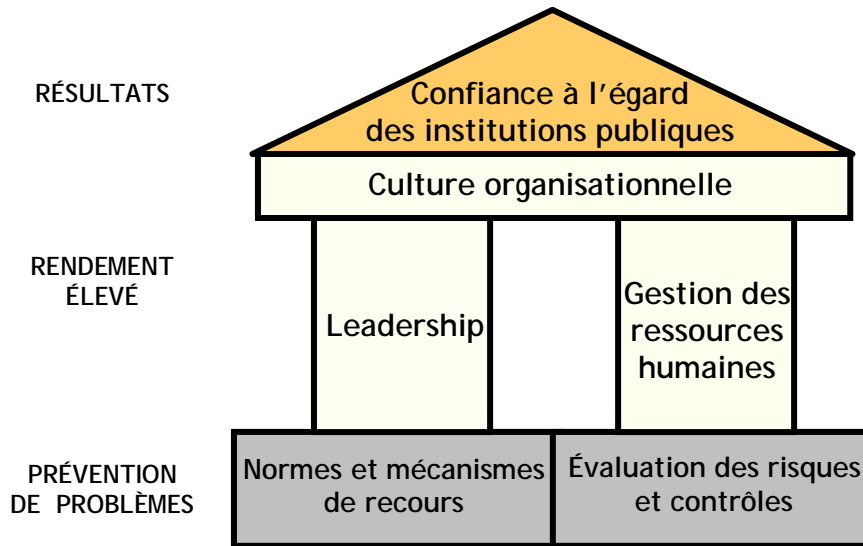 RÉSULTATS
Confiance à l'égard
des institutions publiques
Culture organisationnelle
RENDEMENT
ÉLEVÉ
Leadership
Gestion des
ressources
humaines
PRÉVENTION
DE PROBLÈMES
Normes et mécanismes
de recours
Évaluation des risques
et contrôles